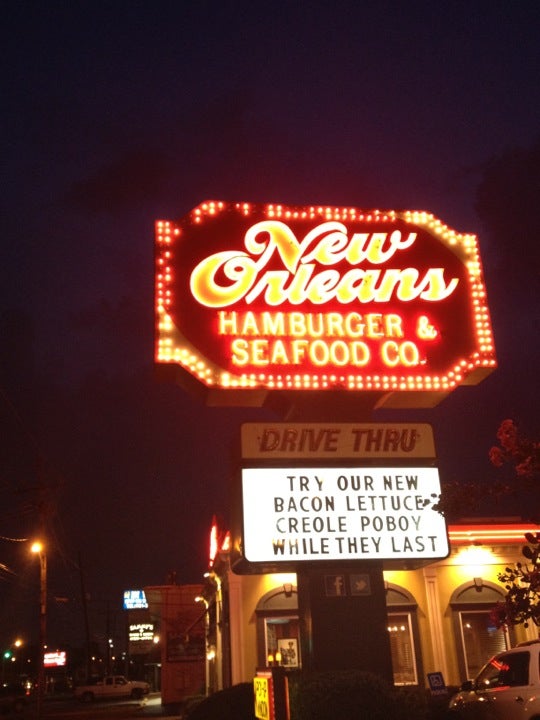 New
Orleans
HAMBURGER &
SEAFOOD CO.
DRIVE THRU
TRY OUR NEW
BACON LETTUCE
CREOLE POBOY
WHILE THEY LAST